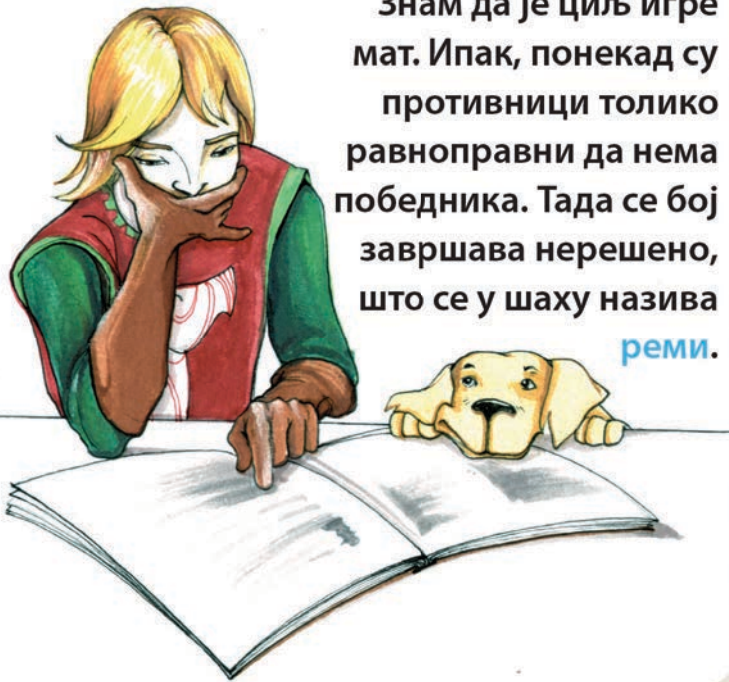 Знам да је циљ игре
мат. Ипак, понекад су
противници толико
равноправни да нема
победника. Тада се бој
завршава нерешено,
што се у шаху назива
реми.